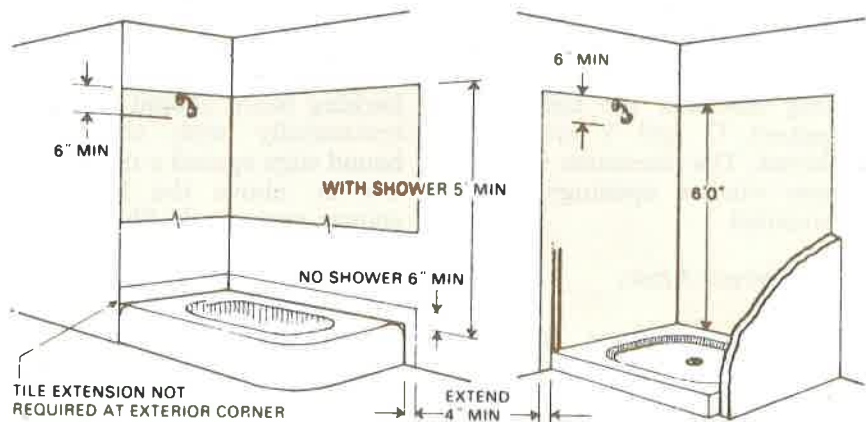 6" MIN
WITH SHOWER 5' MIN
NO SHOWER 6" MIN
TILE EXTENSION NOT
REQUIRED AT EXTERIOR CORNER
EXTEND
4" MIN
6" MIN
6'0"